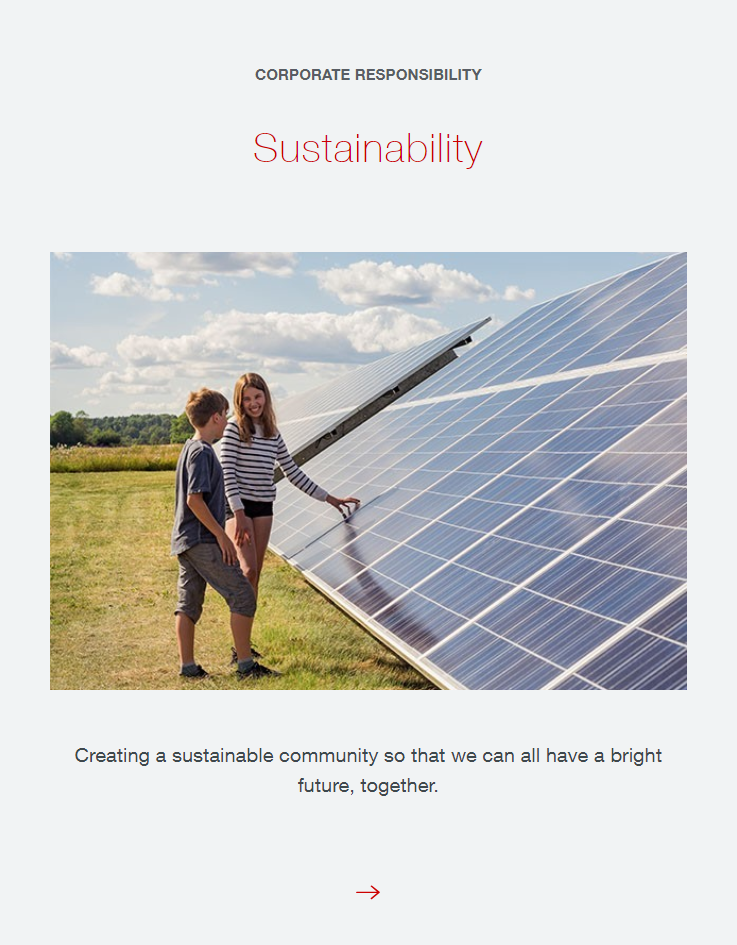 CORPORATE RESPONSIBILITY
Sustainability
Creating a sustainable community so that we can all have a bright
future, together.